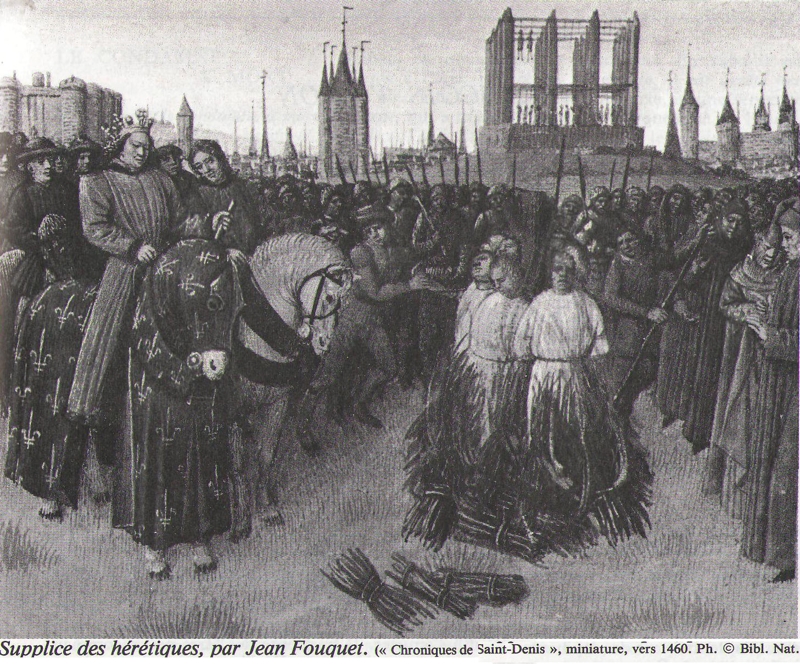 Supplice des hérétiques, par Jean Fouquet. (« Chroniques de Saint-Denis », miniature, vers 1460. Ph. © Bibl. Nat.